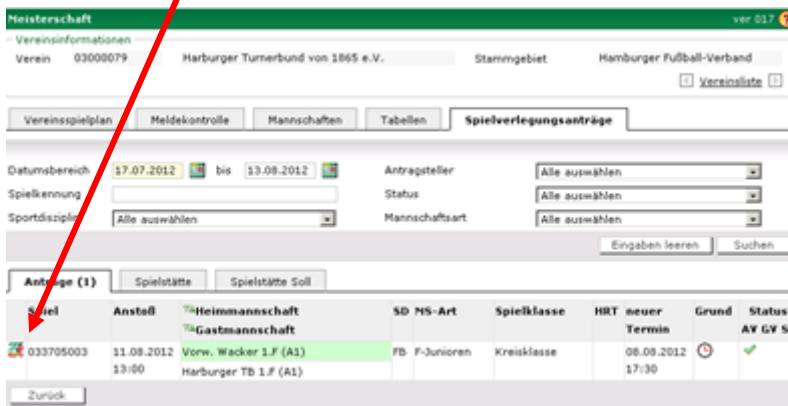 Meisterschaft ver 017
Vereinsinformationen
Verein 03000079 Harburger Turnerbund von 1865 e.V. Stammgebiet Hamburger Fußball-Verband
Vereinsliste
Vereinsspielplan Meldekontrolle Mannschaften Tabellen Spielverlegungsanträge
Datumsbereich 17.07.2012 bis 13.08.2012 Antragsteller Alle auswählen
Spielkennung Status Alle auswählen
Sportdisziplin Alle auswählen Mannschaftsart Alle auswählen
Eingaben leeren Suchen
Anträge (1) Spielstätte Spielstätte Soll
Spiel Anstoß Heimmannschaft SD MS-Art Spielklasse HRT neuer Grund Status
Gastmannschaft Termin AV GV S
033705003 11.08.2012 Vorw. Wacker 1.F (A1) FB F-Junioren Kreisklasse 08.08.2012
13:00 Harburger TB 1.F (A1) 17:30
Zurück